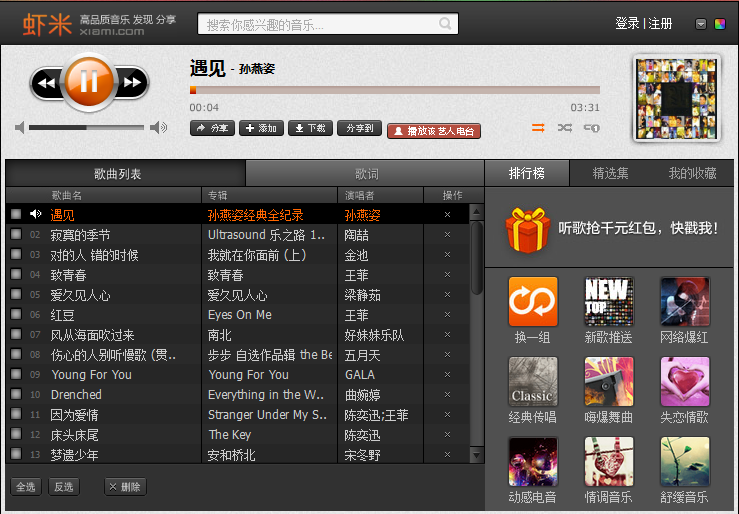 虾米 高品质音乐 发现 分享
xiami.com
搜索你感兴趣的音乐...
登录 | 注册
遇见 - 孙燕姿
00:04 03:31
分享 添加 下载 分享到 播放该艺人电台
歌曲列表 歌词 排行榜 精选集 我的收藏
歌曲名 专辑 演唱者 操作
遇见 孙燕姿经典全纪录 孙燕姿 ×
02 寂寞的季节 Ultrasound 乐之路 1.. 陶喆 ×
03 对的人 错的时候 我就在你面前 (上) 金池 ×
04 致青春 致青春 王菲 ×
05 爱久见人心 爱久见人心 梁静茹 ×
06 红豆 Eyes On Me 王菲 ×
07 风从海面吹过来 南北 好妹妹乐队 ×
08 伤心的人别听慢歌 (贯.. 步步 自选作品辑 the Be 五月天 ×
09 Young For You Young For You GALA ×
10 Drenched Everything in the W.. 曲婉婷 ×
11 因为爱情 Stranger Under My S.. 陈奕迅;王菲 ×
12 床头床尾 The Key 陈奕迅 ×
13 梦遗少年 安和桥北 宋冬野 ×
全选 反选 × 删除
听歌抢千元红包，快戳我！
NEW
TOP
换一组 新歌推送 网络爆红
Classic
经典传唱 嗨爆舞曲 失恋情歌
动感电音 情调音乐 舒缓音乐